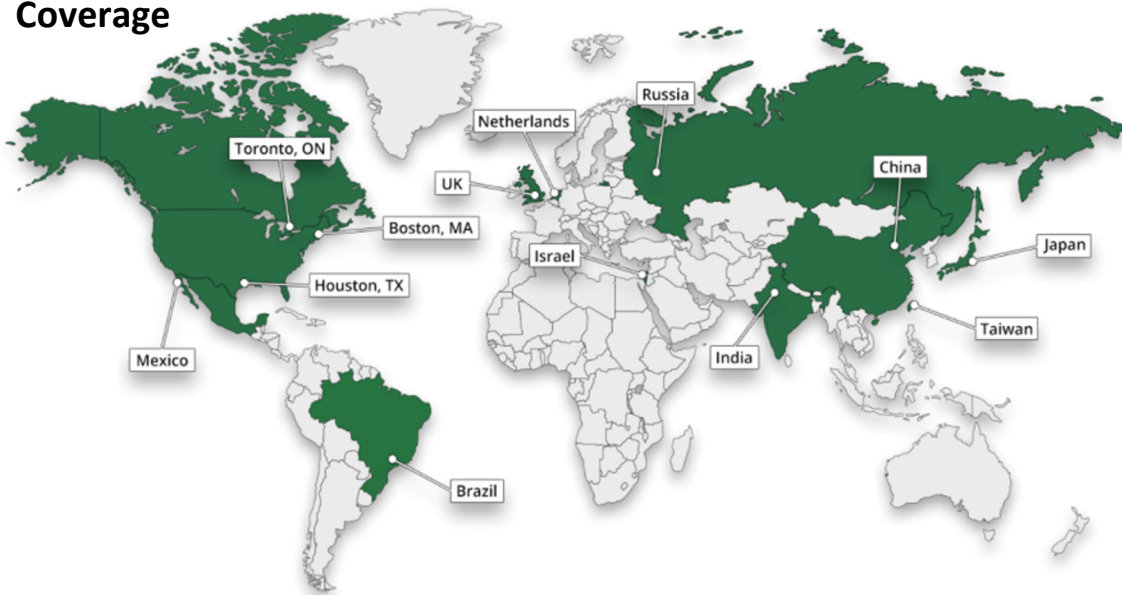 Coverage
Russia
Netherlands
Toronto, ON
China
UK
Boston, MA
Japan
Israel
Houston, TX
Taiwan
Mexico
India
Brazil